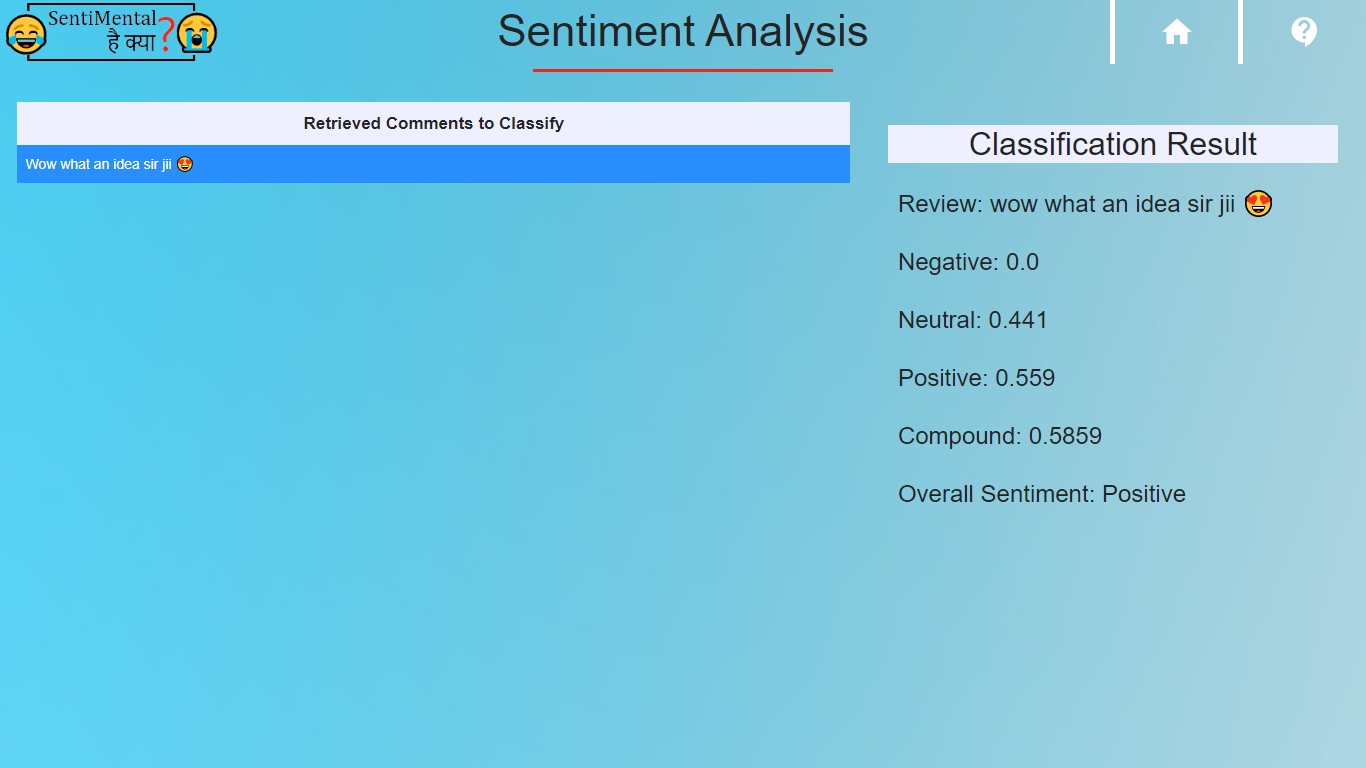 SentiMental
है क्या?
Sentiment Analysis
Retrieved Comments to Classify
Wow what an idea sir jii 😍
Classification Result
Review: wow what an idea sir jii 😍
Negative: 0.0
Neutral: 0.441
Positive: 0.559
Compound: 0.5859
Overall Sentiment: Positive